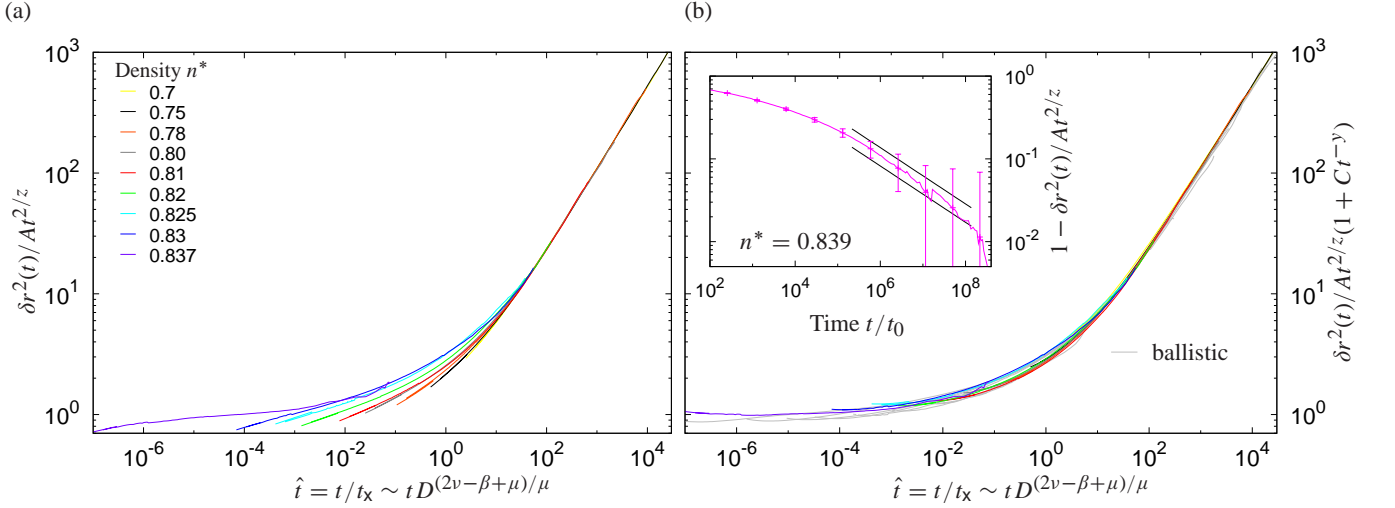 (a)
10^3
10^2
10^1
10^0
δr^2(t)/At^{2/z}
Density n*
0.7
0.75
0.78
0.80
0.81
0.82
0.825
0.83
0.837
10^-6 10^-4 10^-2 10^0 10^2 10^4
t̂ = t/t_x ∼ tD^{(2ν−β+μ)/μ}
(b)
10^0
10^-1
10^-2
1 − δr^2(t)/At^{2/z}
n* = 0.839
10^2 10^4 10^6 10^8
Time t/t_0
ballistic
10^3
10^2
10^1
10^0
δr^2(t)/At^{2/z}(1 + Ct^{−y})
10^-6 10^-4 10^-2 10^0 10^2 10^4
t̂ = t/t_x ∼ tD^{(2ν−β+μ)/μ}